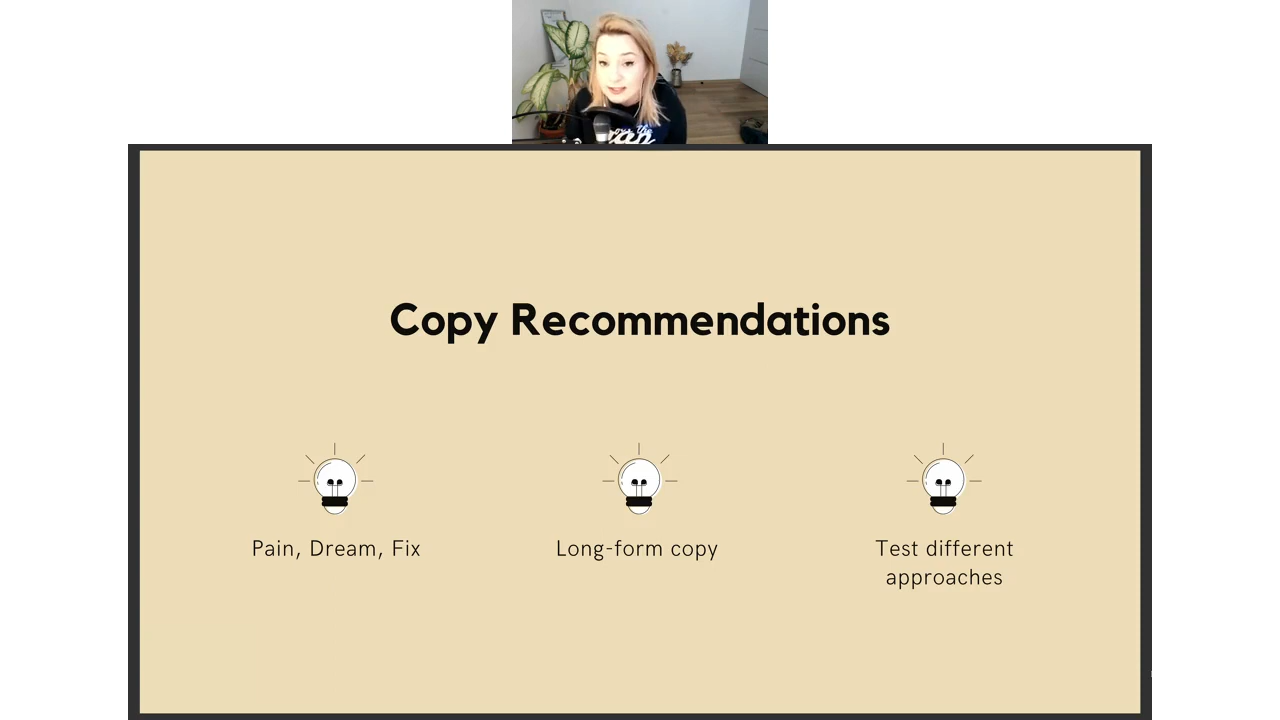 Copy Recommendations
Pain, Dream, Fix
Long-form copy
Test different
approaches